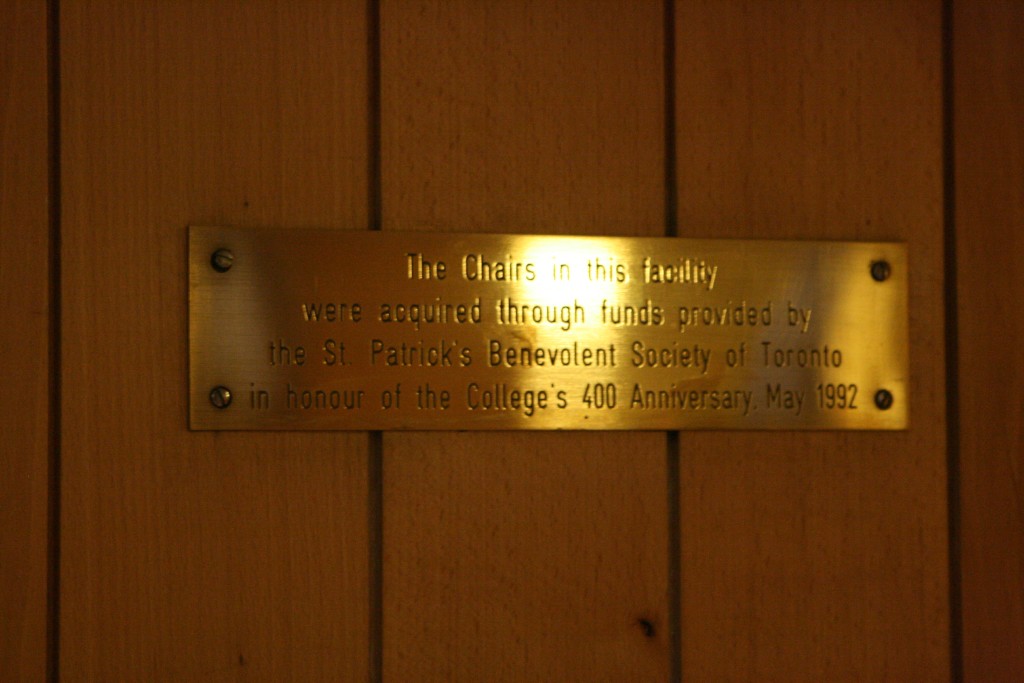 The Chairs in this facility
were acquired through funds provided by
the St. Patrick's Benevolent Society of Toronto
in honour of the College's 400 Anniversary, May 1992